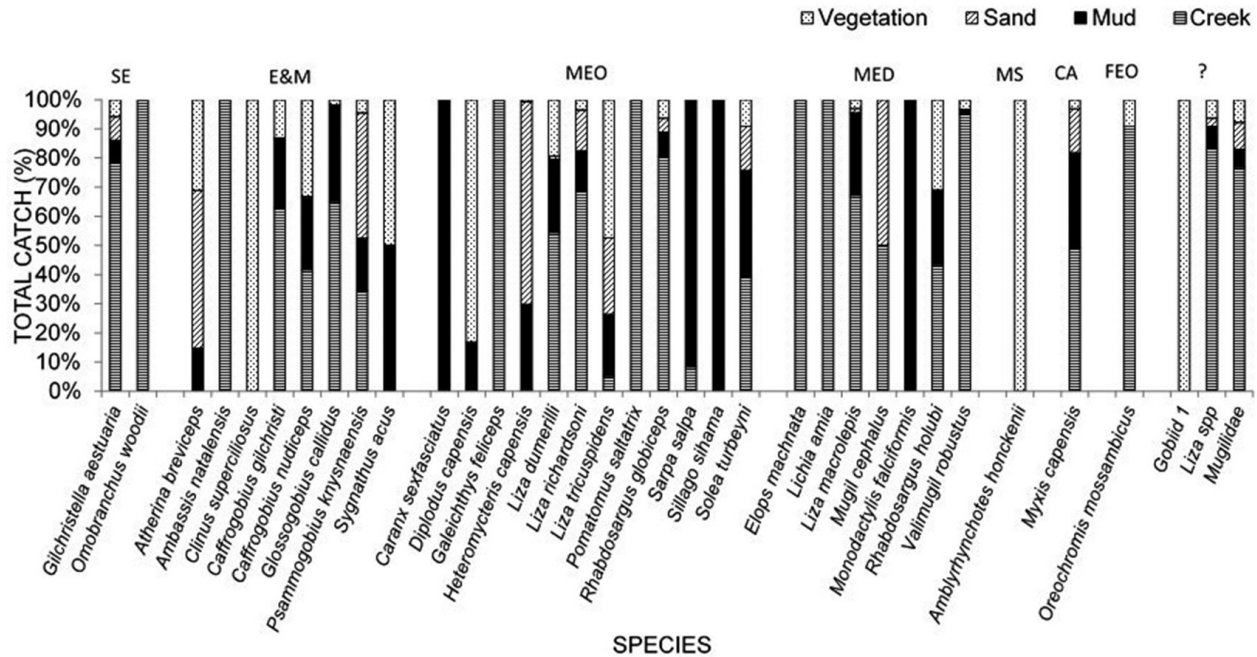 Vegetation Sand Mud Creek
SE E&M MEO MED MS CA FEO ?
TOTAL CATCH (%)
100%
90%
80%
70%
60%
50%
40%
30%
20%
10%
0%
Gilchristella aestuaria
Omobranchus woodii
Atherina breviceps
Ambassis natalensis
Clinus superciliosus
Caffrogobius gilchristi
Caffrogobius nudiceps
Glossogobius callidus
Psammogobius knysnaensis
Sygnathus acus
Caranx sexfasciatus
Diplodus capensis
Galeichthys feliceps
Heteromycteris capensis
Liza dumerilli
Liza richardsoni
Liza tricuspidens
Pomatomus saltatrix
Rhabdosargus globiceps
Sarpa salpa
Siliago sihama
Solea turbeyni
Elops machnata
Lichia amia
Liza macrolepis
Mugil cephalus
Monodactylis falciformis
Rhabdosargus holubi
Valimugil robustus
Amblyrhynchotes honckenii
Myxis capensis
Oreochromis mossambicus
Gobiid 1
Liza spp
Mugilidae
SPECIES